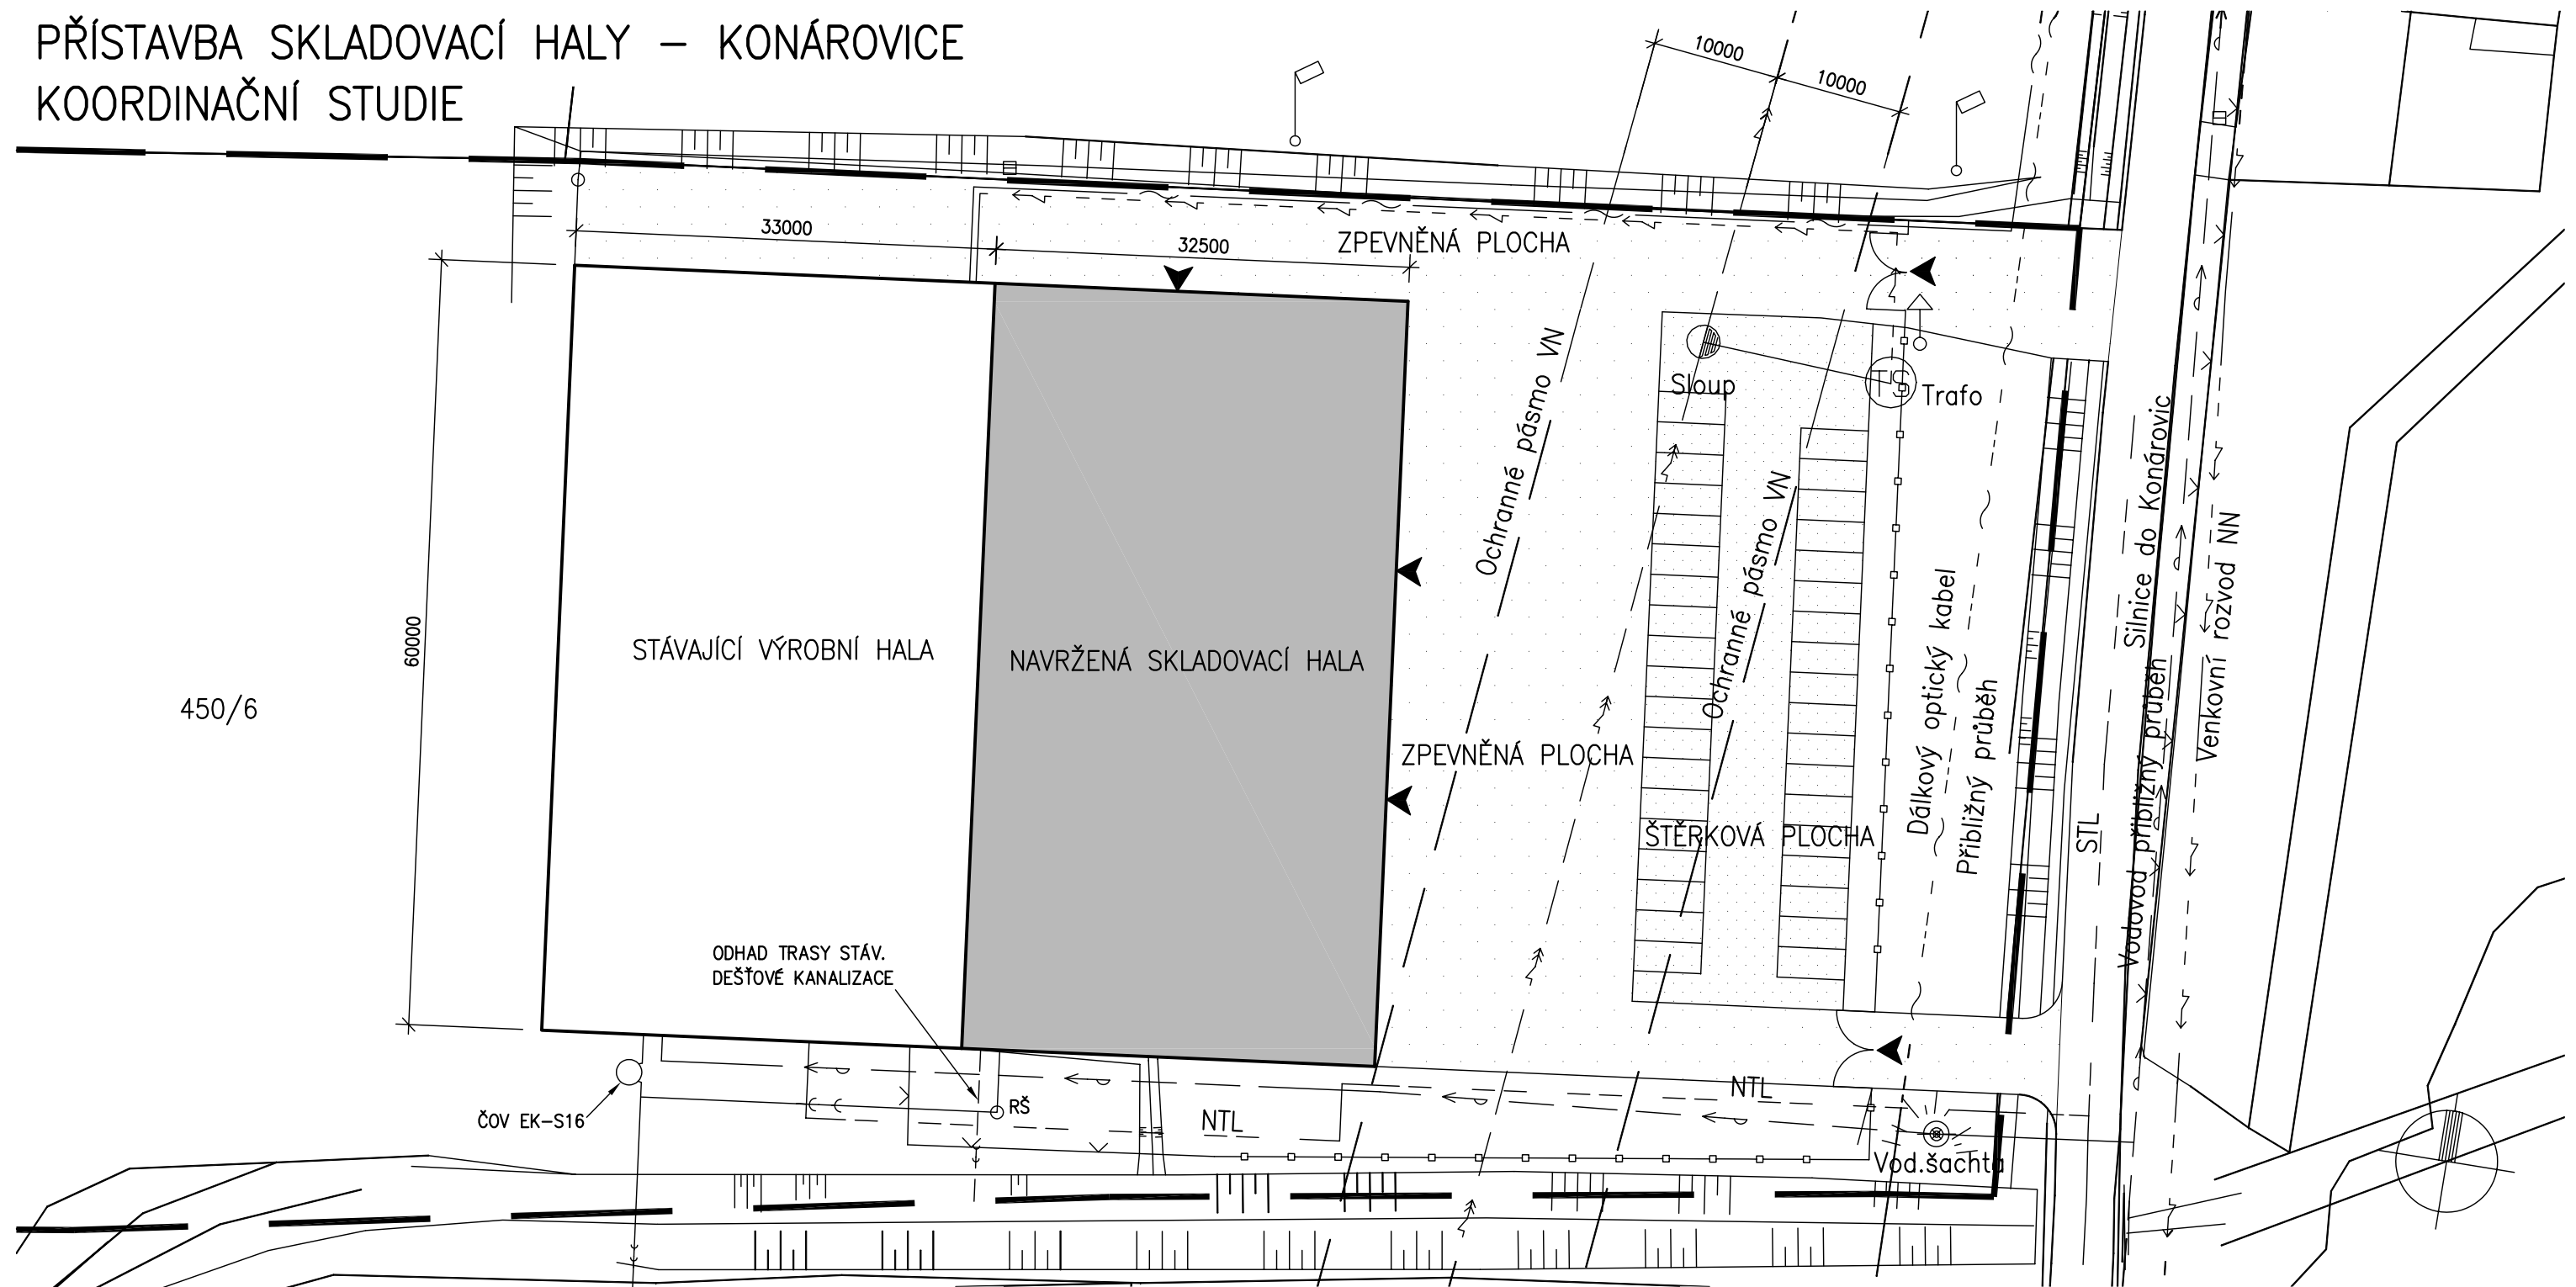 PŘÍSTAVBA SKLADOVACÍ HALY – KONÁROVICE
KOORDINAČNÍ STUDIE
10000
10000
33000
32500
ZPEVNĚNÁ PLOCHA
60000
Ochranné pásmo VN
Sloup
TS
Trafo
Ochranné pásmo VN
STÁVAJÍCÍ VÝROBNÍ HALA
NAVRŽENÁ SKLADOVACÍ HALA
450/6
ZPEVNĚNÁ PLOCHA
ŠTĚRKOVÁ PLOCHA
Dálkový optický kabel
Přibližný průběh
STL
Silnice do Konárovic
Vodovod přibližný průběh
Venkovní rozvod NN
ODHAD TRASY STÁV.
DEŠŤOVÉ KANALIZACE
ČOV EK–S16
RŠ
NTL
NTL
Vod.šachta